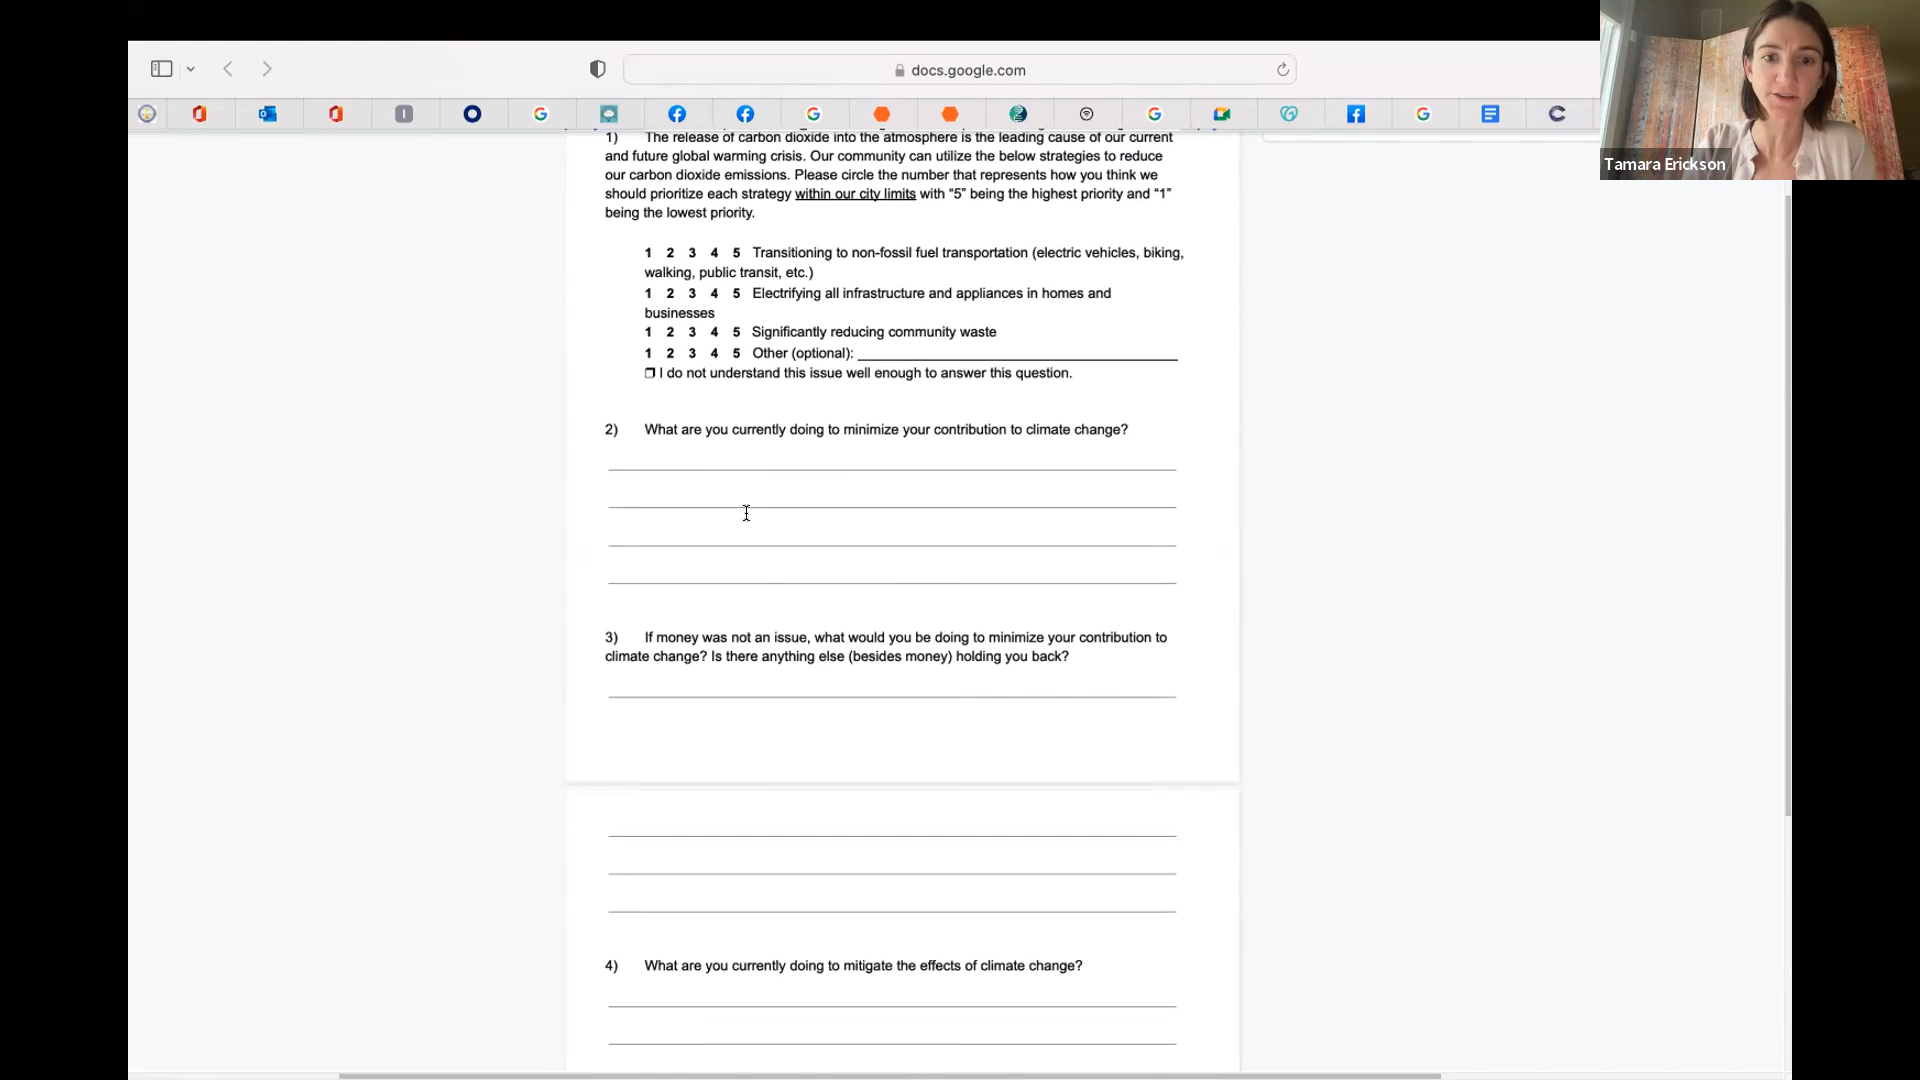 docs.google.com
Tamara Erickson
1) The release of carbon dioxide into the atmosphere is the leading cause of our current
and future global warming crisis. Our community can utilize the below strategies to reduce
our carbon dioxide emissions. Please circle the number that represents how you think we
should prioritize each strategy within our city limits with “5” being the highest priority and “1”
being the lowest priority.
1 2 3 4 5 Transitioning to non-fossil fuel transportation (electric vehicles, biking,
walking, public transit, etc.)
1 2 3 4 5 Electrifying all infrastructure and appliances in homes and
businesses
1 2 3 4 5 Significantly reducing community waste
1 2 3 4 5 Other (optional):
❒ I do not understand this issue well enough to answer this question.
2) What are you currently doing to minimize your contribution to climate change?
3) If money was not an issue, what would you be doing to minimize your contribution to
climate change? Is there anything else (besides money) holding you back?
4) What are you currently doing to mitigate the effects of climate change?